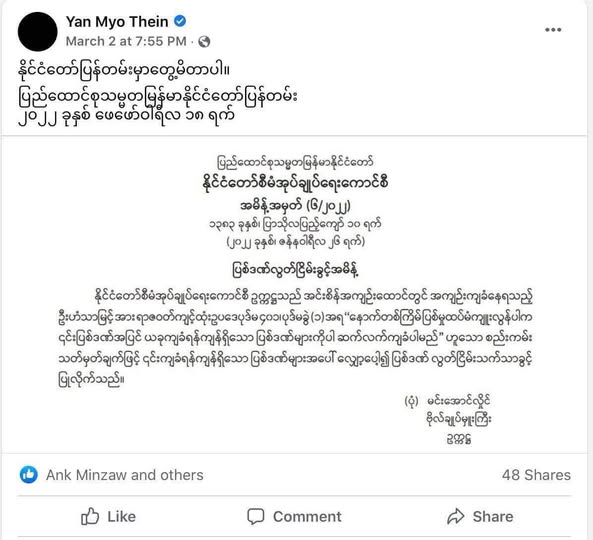 Yan Myo Thein
March 2 at 7:55 PM ·
နိုင်ငံတော်ပြန်တမ်းမှာတွေ့မိတာပါ။
ပြည်ထောင်စုသမ္မတမြန်မာနိုင်ငံတော်ပြန်တမ်း
၂၀၂၂ ခုနှစ် ဖေဖော်ဝါရီလ ၁၈ ရက်
ပြည်ထောင်စုသမ္မတမြန်မာနိုင်ငံတော်
နိုင်ငံတော်စီမံအုပ်ချုပ်ရေးကောင်စီ
အမိန့်အမှတ် (၆/၂၀၂၂)
၁၃၈၃ ခုနှစ်၊ ပြာသိုလပြည့်ကျော် ၁၀ ရက်
(၂၀၂၂ ခုနှစ်၊ ဇန်နဝါရီလ ၂၆ ရက်)
ပြစ်ဒဏ်လွတ်ငြိမ်းခွင့်အမိန့်
နိုင်ငံတော်စီမံအုပ်ချုပ်ရေးကောင်စီ ဥက္ကဋ္ဌသည် အင်းစိန်အကျဉ်းထောင်တွင် အကျဉ်းကျခံနေရသည့်
ဦးဟံသာမြင့်အားရာဇဝတ်ကျင့်ထုံးဥပဒေပုဒ်မ၄၀၁၊ပုဒ်မခွဲ(၁)အရ“နောက်တစ်ကြိမ်ပြစ်မှုထပ်မံကျူးလွန်ပါက
၎င်းပြစ်ဒဏ်အပြင် ယခုကျခံရန်ကျန်ရှိသော ပြစ်ဒဏ်များကိုပါ ဆက်လက်ကျခံပါမည်” ဟူသော စည်းကမ်း
သတ်မှတ်ချက်ဖြင့် ၎င်းကျခံရန်ကျန်ရှိသော ပြစ်ဒဏ်များအပေါ် လျှော့ပေါ့၍ ပြစ်ဒဏ် လွတ်ငြိမ်းသက်သာခွင့်
ပြုလိုက်သည်။
(ပုံ) မင်းအောင်လှိုင်
ဗိုလ်ချုပ်မှူးကြီး
ဥက္ကဋ္ဌ
Ank Minzaw and others
48 Shares
Like
Comment
Share